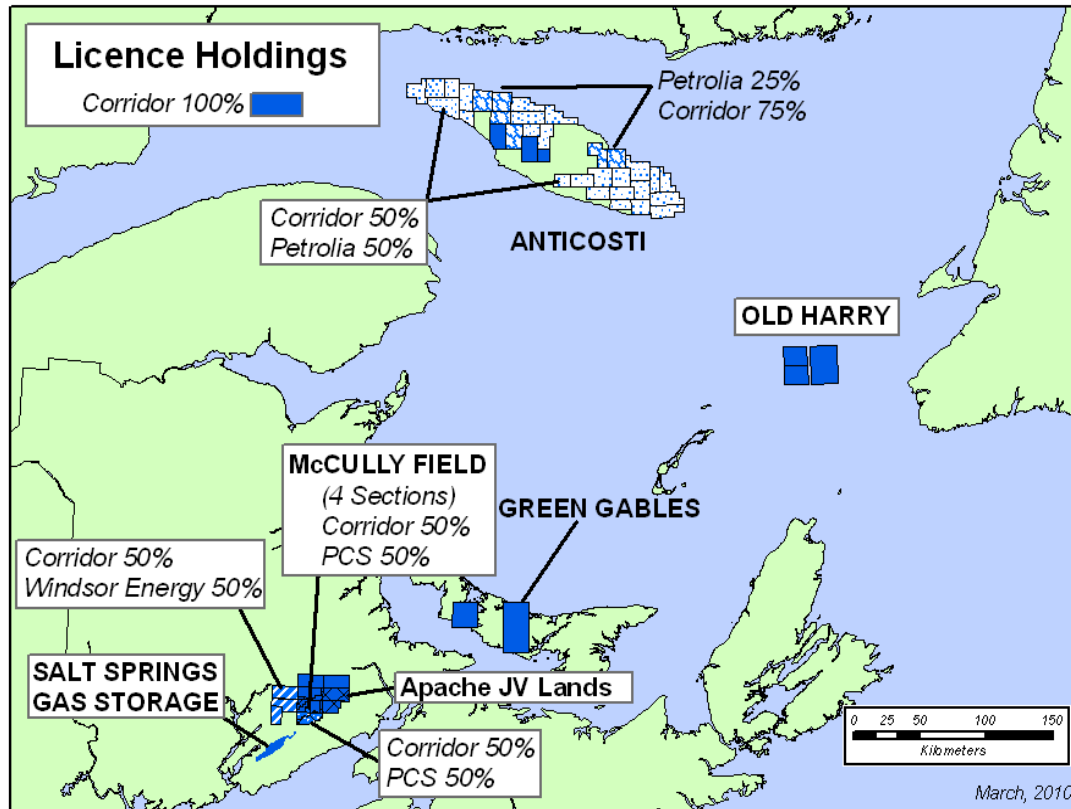 Licence Holdings
Corridor 100%
Petrolia 25%
Corridor 75%
Corridor 50%
Petrolia 50%
ANTICOSTI
OLD HARRY
McCULLY FIELD
(4 Sections)
Corridor 50%
PCS 50%
GREEN GABLES
Corridor 50%
Windsor Energy 50%
SALT SPRINGS
GAS STORAGE
Apache JV Lands
Corridor 50%
PCS 50%
0 25 50 100 150
Kilometers
March, 2010